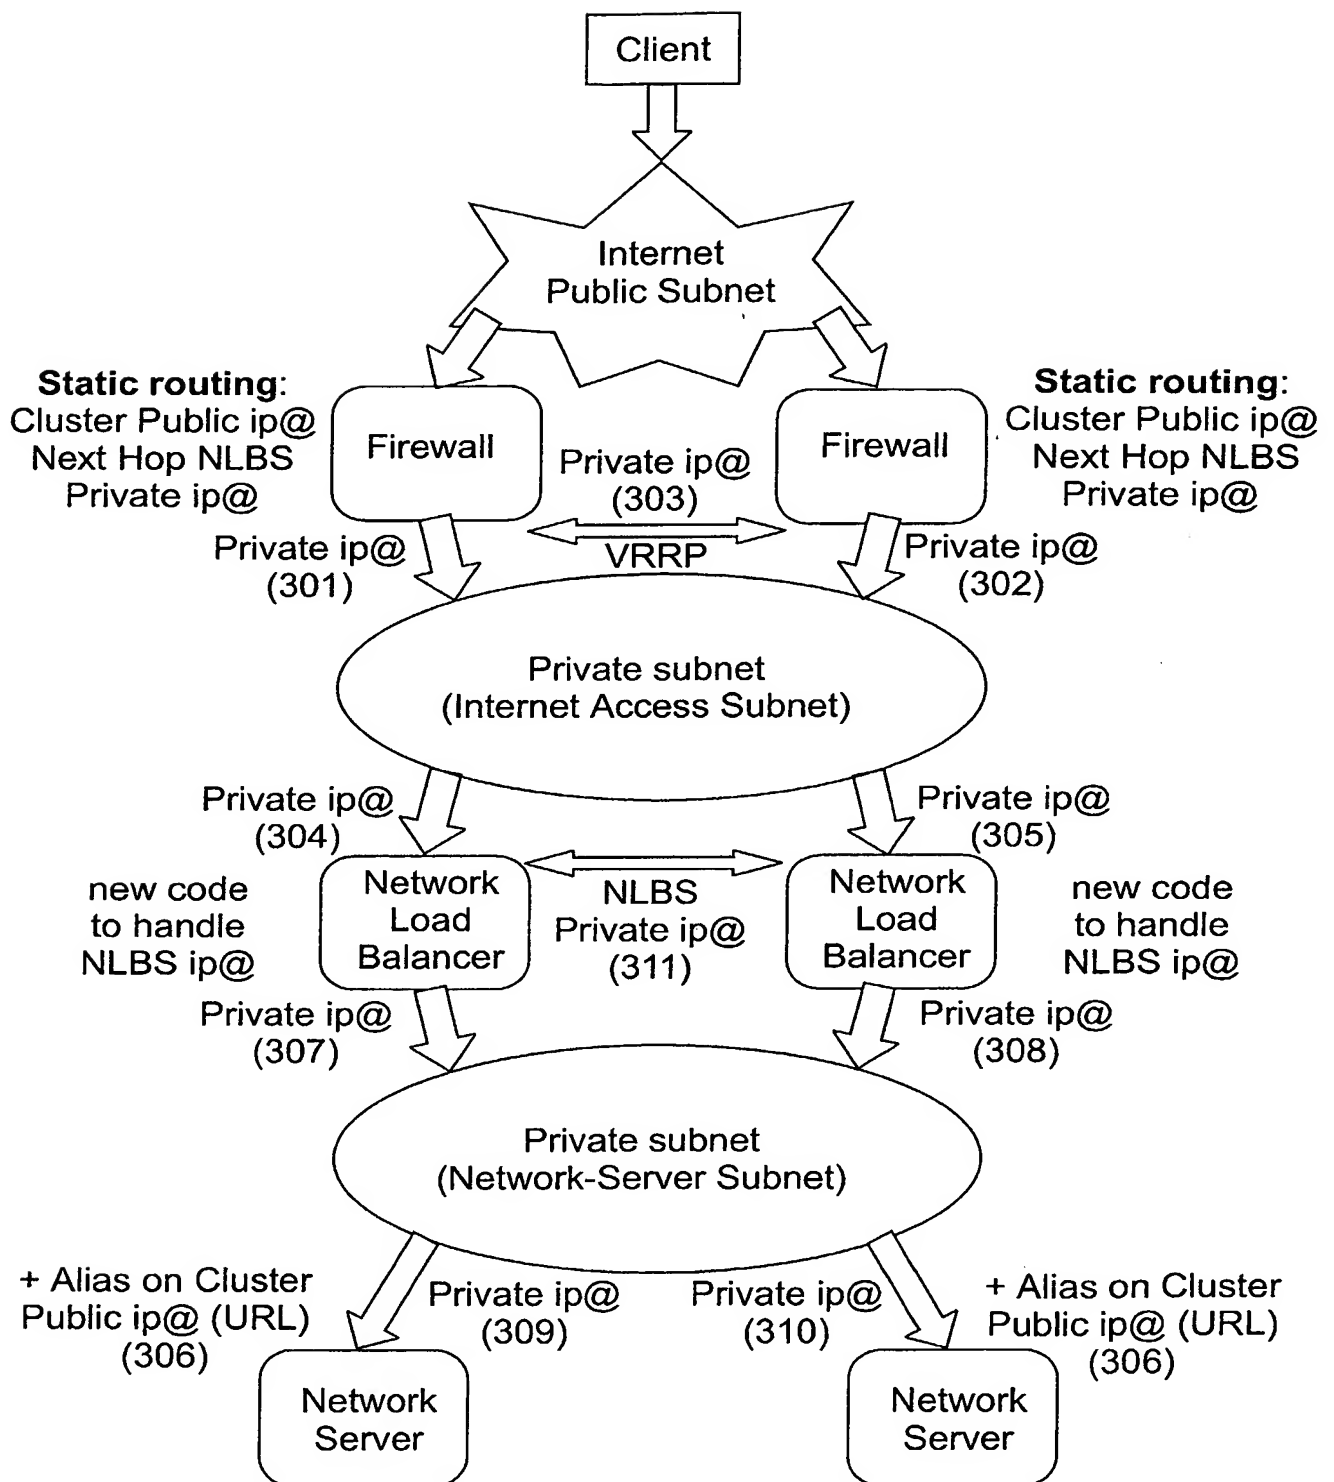 Client
Internet
Public Subnet
Static routing:
Cluster Public ip@
Next Hop NLBS
Private ip@
Firewall
Private ip@
(303)
VRRP
Firewall
Static routing:
Cluster Public ip@
Next Hop NLBS
Private ip@
Private ip@
(301)
Private ip@
(302)
Private subnet
(Internet Access Subnet)
Private ip@
(304)
Private ip@
(305)
new code
to handle
NLBS ip@
Network
Load
Balancer
NLBS
Private ip@
(311)
Network
Load
Balancer
new code
to handle
NLBS ip@
Private ip@
(307)
Private ip@
(308)
Private subnet
(Network-Server Subnet)
+ Alias on Cluster
Public ip@ (URL)
(306)
Private ip@
(309)
Private ip@
(310)
+ Alias on Cluster
Public ip@ (URL)
(306)
Network
Server
Network
Server